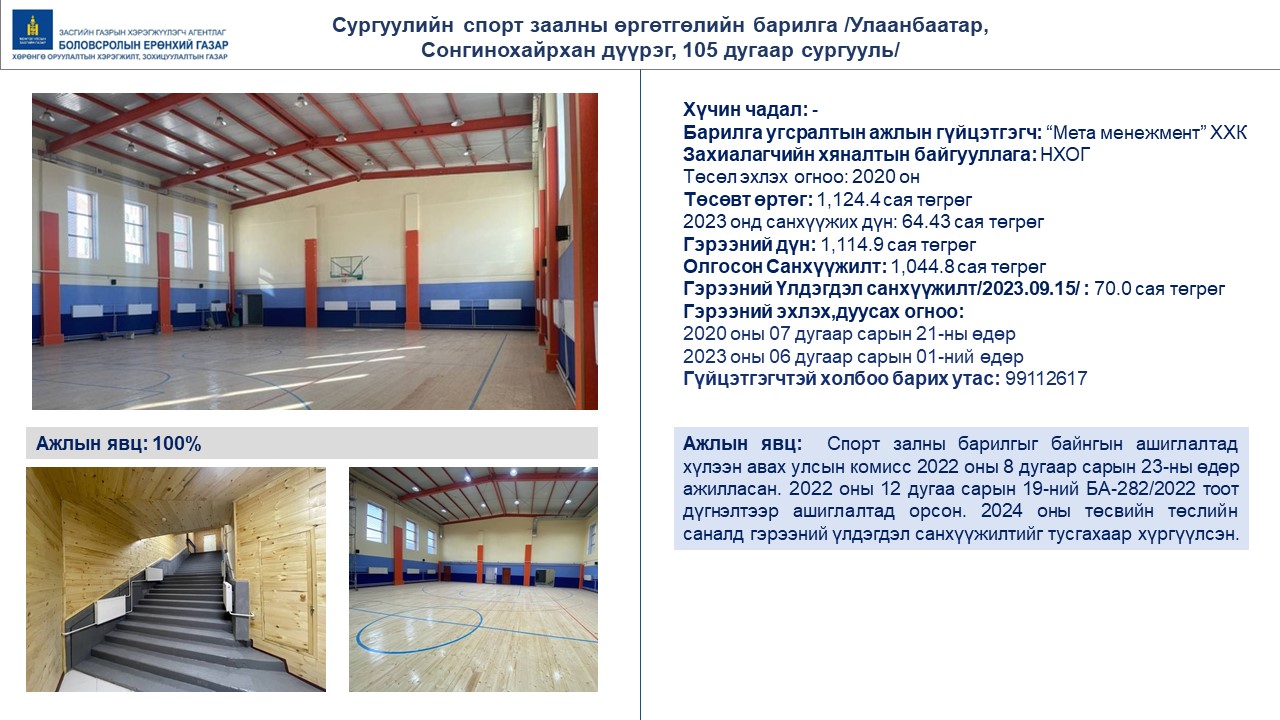 ЗАСГИЙН ГАЗРЫН ХЭРЭГЖҮҮЛЭГЧ АГЕНТЛАГ
БОЛОВСРОЛЫН ЕРӨНХИЙ ГАЗАР
ХӨРӨНГӨ ОРУУЛАЛТЫН ХЭРЭГЖИЛТ, ЗОХИЦУУЛАЛТЫН ГАЗАР
Сургуулийн спорт заалны өргөтгөлийн барилга /Улаанбаатар,
Сонгинохайрхан дүүрэг, 105 дугаар сургууль/
Ажлын явц: 100%
Хүчин чадал: -
Барилга угсралтын ажлын гүйцэтгэгч: “Мета менежмент” ХХК
Захиалагчийн хяналтын байгууллага: НХОГ
Төсөл эхлэх огноо: 2020 он
Төсөвт өртөг: 1,124.4 сая төгрөг
2023 онд санхүүжих дүн: 64.43 сая төгрөг
Гэрээний дүн: 1,114.9 сая төгрөг
Олгосон Санхүүжилт: 1,044.8 сая төгрөг
Гэрээний Үлдэгдэл санхүүжилт/2023.09.15/ : 70.0 сая төгрөг
Гэрээний эхлэх,дуусах огноо:
2020 оны 07 дугаар сарын 21-ны өдөр
2023 оны 06 дугаар сарын 01-ний өдөр
Гүйцэтгэгчтэй холбоо барих утас: 99112617
Ажлын явц: Спорт залны барилгыг байнгын ашиглалтад
хүлээн авах улсын комисс 2022 оны 8 дугаар сарын 23-ны өдөр
ажилласан. 2022 оны 12 дугаа сарын 19-ний БА-282/2022 тоот
дүгнэлтээр ашиглалтад орсон. 2024 оны төсвийн төслийн
саналд гэрээний үлдэгдэл санхүүжилтийг тусгахаар хүргүүлсэн.